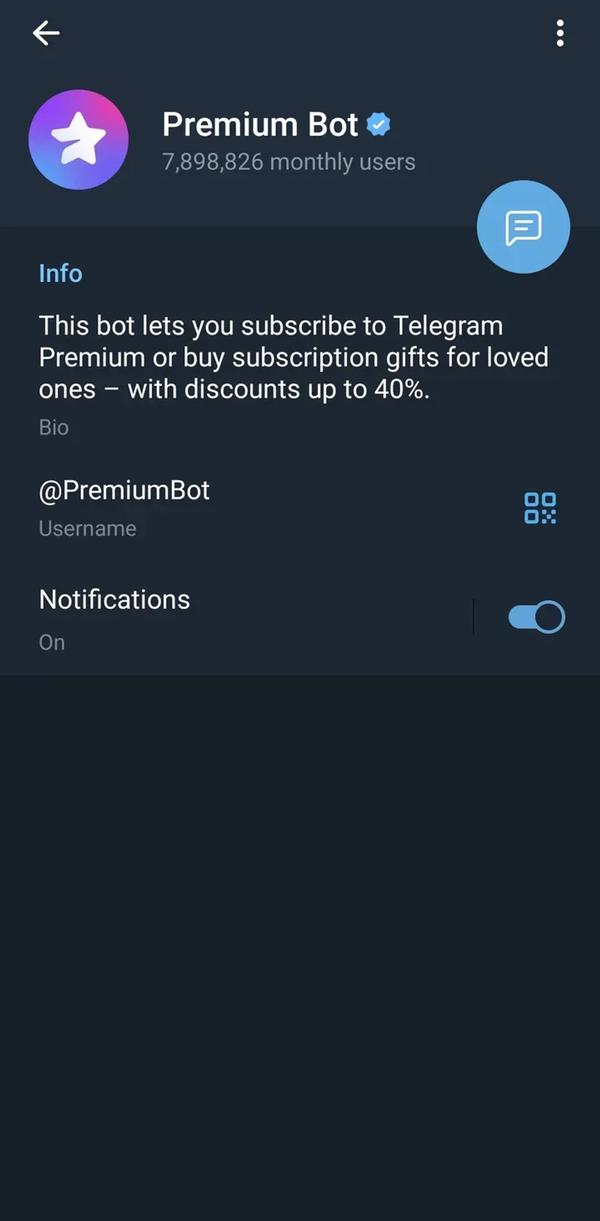 Premium Bot
7,898,826 monthly users
Info
This bot lets you subscribe to Telegram
Premium or buy subscription gifts for loved
ones – with discounts up to 40%.
Bio
@PremiumBot
Username
Notifications
On